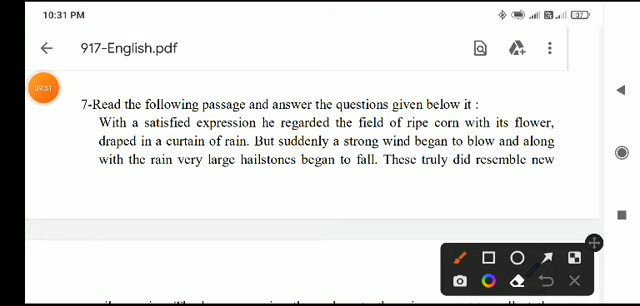 10:31 PM
37
917-English.pdf
09:51
7-Read the following passage and answer the questions given below it :
With a satisfied expression he regarded the field of ripe corn with its flower,
draped in a curtain of rain. But suddenly a strong wind began to blow and along
with the rain very large hailstones began to fall. These truly did resemble new